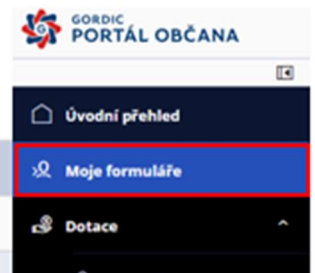 GORDIC
PORTÁL OBČANA
Úvodní přehled
Moje formuláře
Dotace